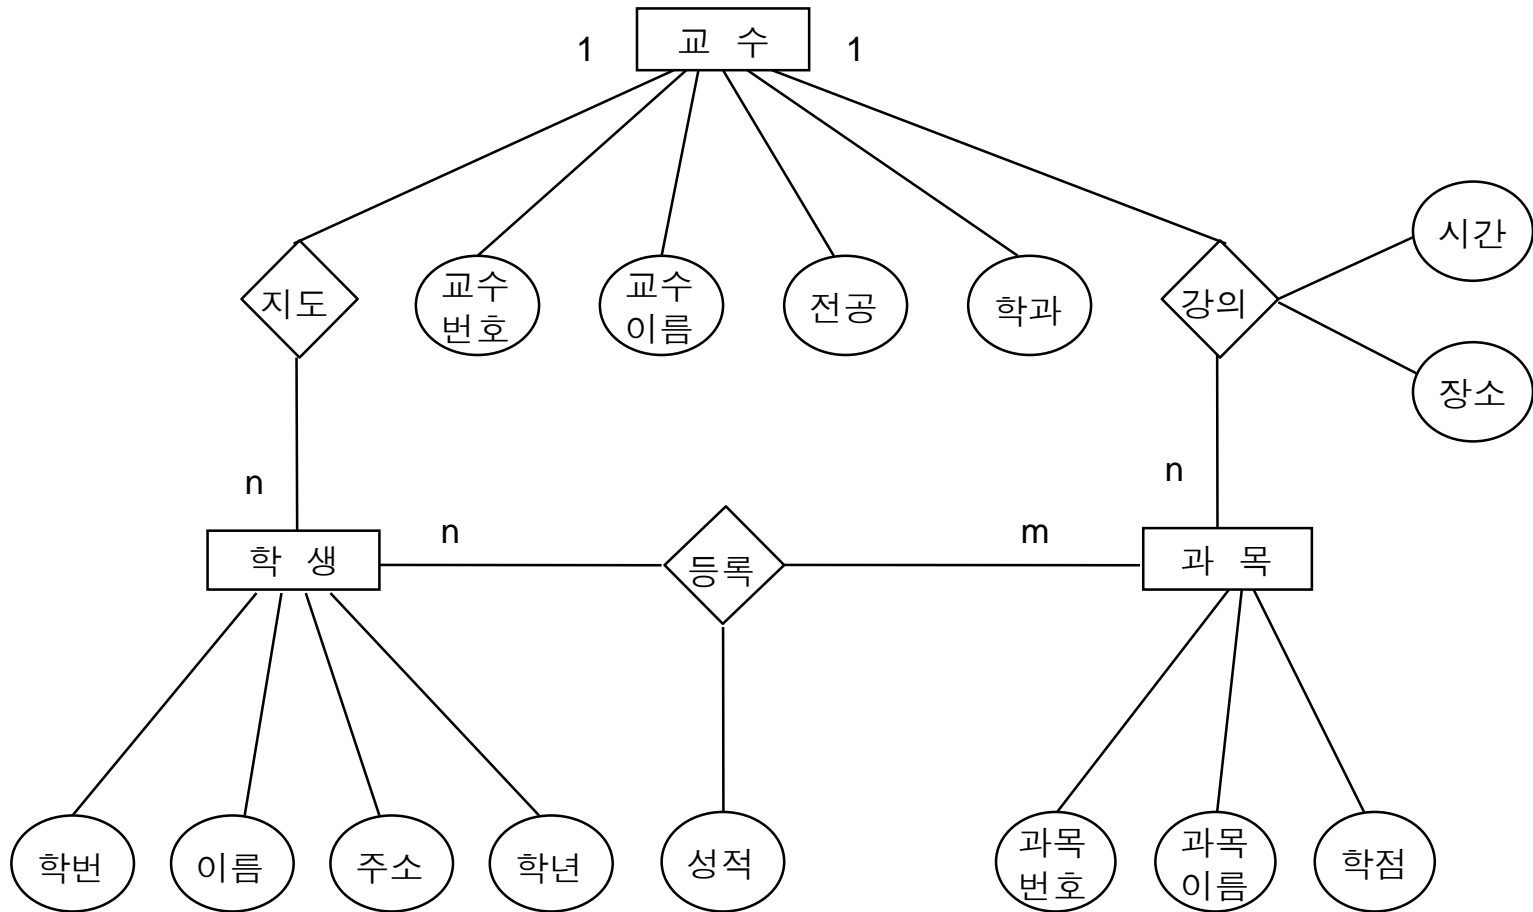 1
교 수
1
시간
지도
교수
번호
교수
이름
전공
학과
강의
장소
n
n
학 생
n
등록
m
과 목
학번
이름
주소
학년
성적
과목
번호
과목
이름
학점